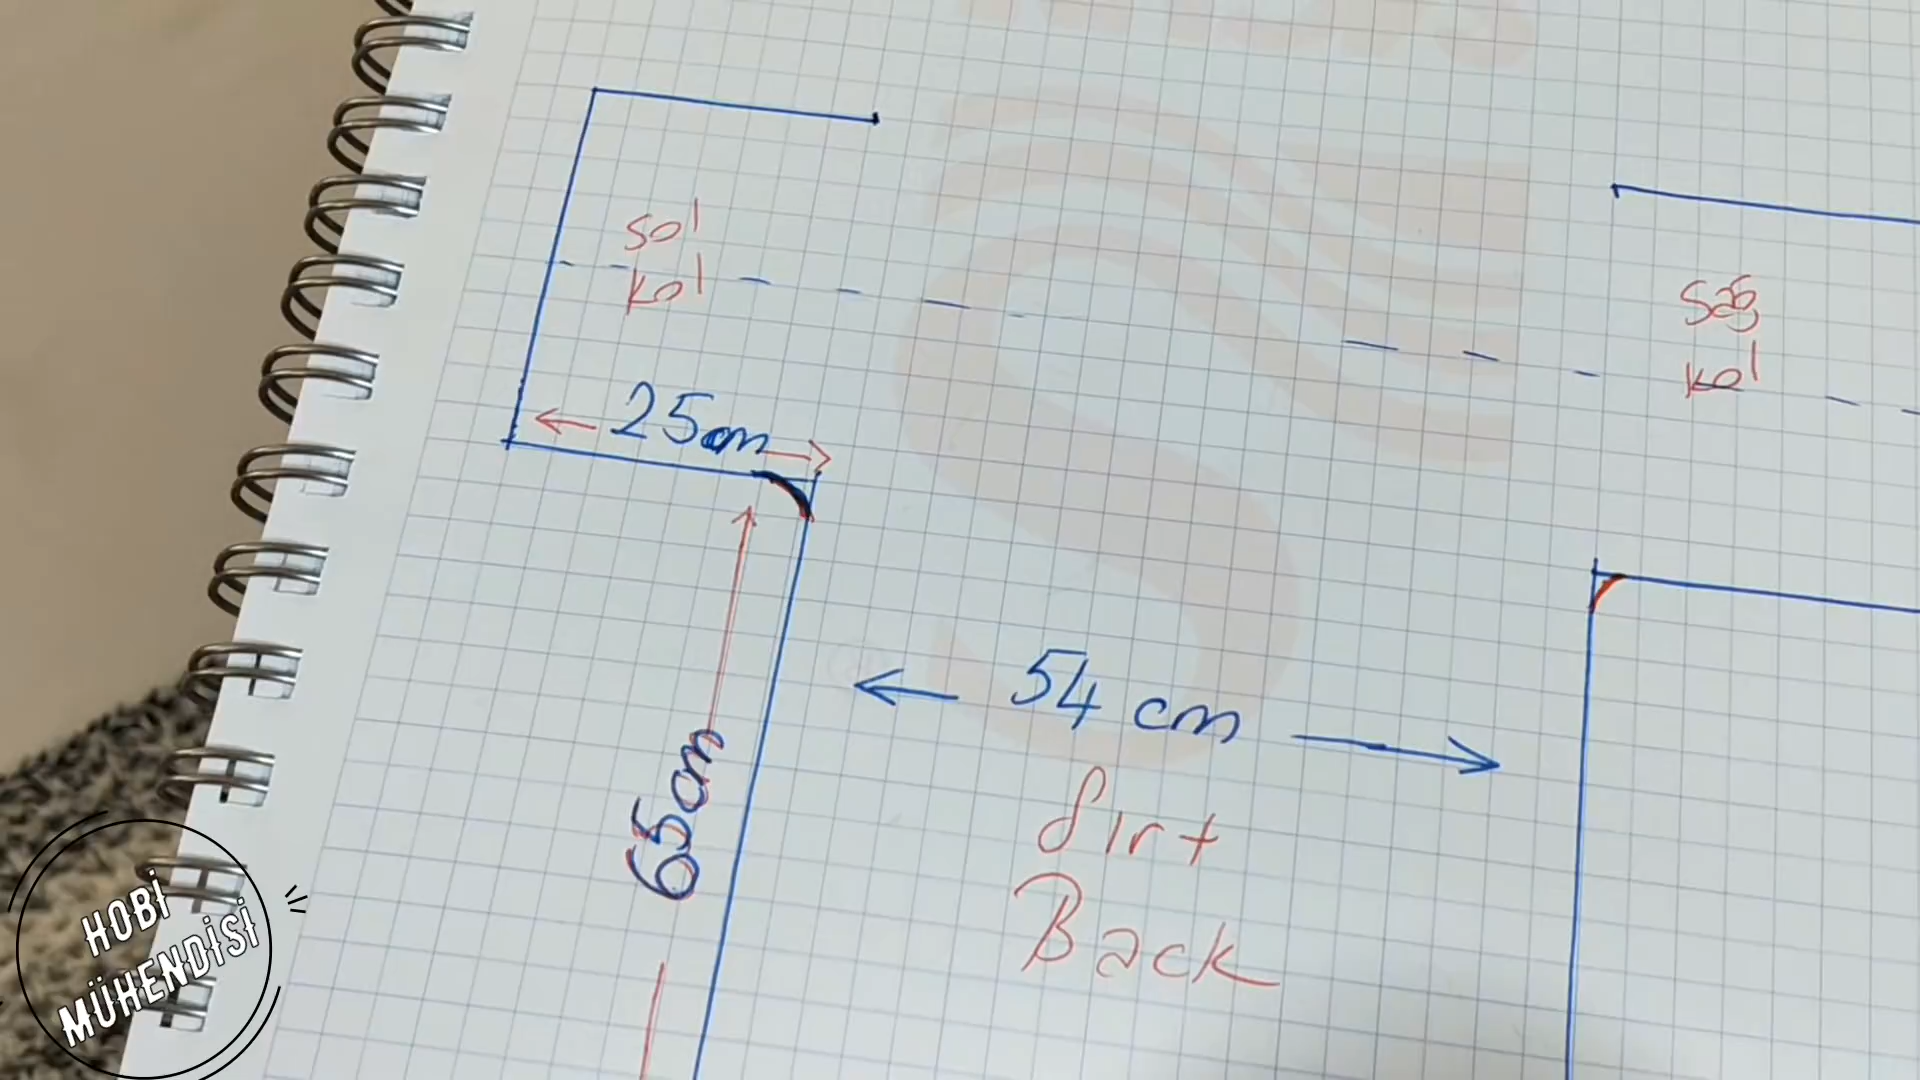 sol
kol
sağ
kol
25cm
54 cm
65cm
Sırt
Back
HOBİ
MÜHENDİSİ